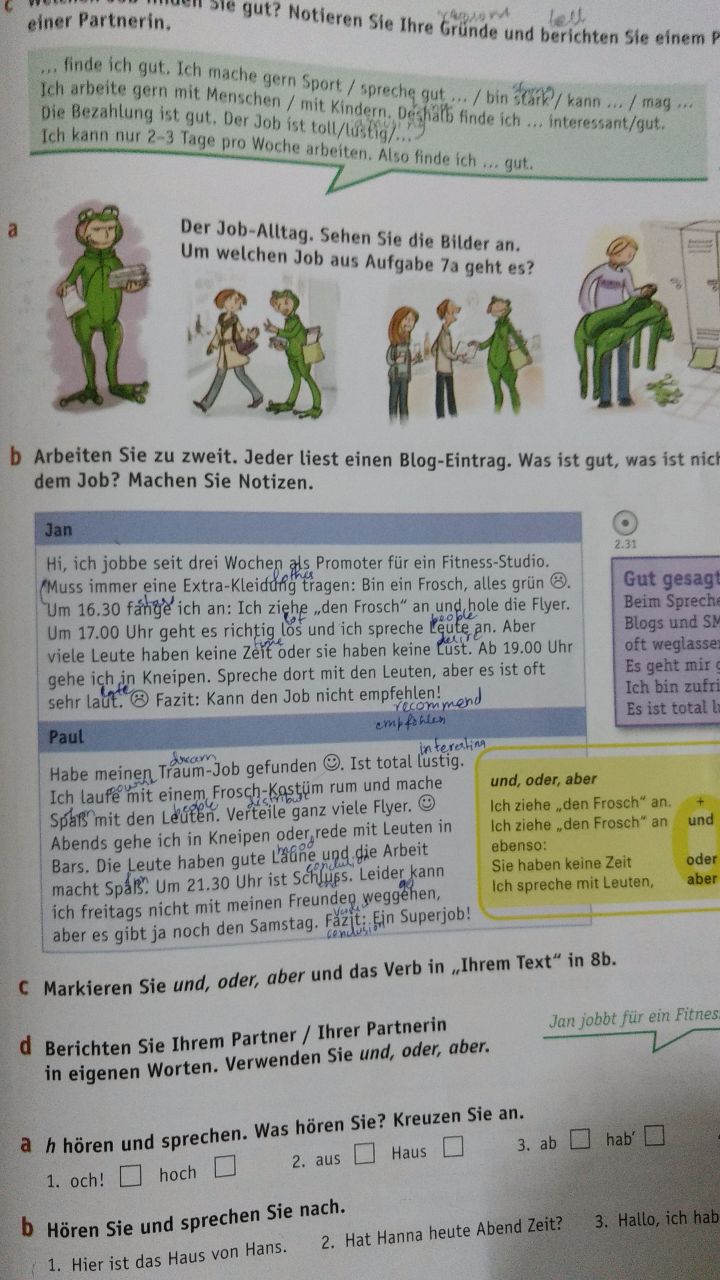 c Welchen Job finden Sie gut? Notieren Sie Ihre Gründe und berichten Sie einem P
einer Partnerin.
tell
... finde ich gut. Ich mache gern Sport / spreche gut ... / bin stark / kann ... / mag ...
strong
Ich arbeite gern mit Menschen / mit Kindern. Deshalb finde ich ... interessant/gut.
Die Bezahlung ist gut. Der Job ist toll/lustig/...
Ich kann nur 2–3 Tage pro Woche arbeiten. Also finde ich ... gut.
a
Der Job-Alltag. Sehen Sie die Bilder an.
Um welchen Job aus Aufgabe 7a geht es?
b Arbeiten Sie zu zweit. Jeder liest einen Blog-Eintrag. Was ist gut, was ist nich
dem Job? Machen Sie Notizen.
Jan
Hi, ich jobbe seit drei Wochen als Promoter für ein Fitness-Studio.
clothes
Muss immer eine Extra-Kleidung tragen: Bin ein Frosch, alles grün ☹.
start
Um 16.30 fange ich an: Ich ziehe „den Frosch“ an und hole die Flyer.
lot people
Um 17.00 Uhr geht es richtig los und ich spreche Leute an. Aber
time desire
viele Leute haben keine Zeit oder sie haben keine Lust. Ab 19.00 Uhr
gehe ich in Kneipen. Spreche dort mit den Leuten, aber es ist oft
late
sehr laut. ☹ Fazit: Kann den Job nicht empfehlen!
recommend
empfehlen
Paul
dream interesting
Habe meinen Traum-Job gefunden ☺. Ist total lustig.
Ich laufe mit einem Frosch-Kostüm rum und mache
people distribute
Spaß mit den Leuten. Verteile ganz viele Flyer. ☺
Abends gehe ich in Kneipen oder rede mit Leuten in
mood
Bars. Die Leute haben gute Laune und die Arbeit
fun conclusion
macht Spaß. Um 21.30 Uhr ist Schluss. Leider kann
go
ich freitags nicht mit meinen Freunden weggehen,
aber es gibt ja noch den Samstag. Fazit: Ein Superjob!
conclusion
2.31
Gut gesagt
Beim Spreche
Blogs und SM
oft weglasse
Es geht mir g
Ich bin zufri
Es ist total l
und, oder, aber
Ich ziehe „den Frosch“ an. +
Ich ziehe „den Frosch“ an und
ebenso:
Sie haben keine Zeit oder
Ich spreche mit Leuten, aber
c Markieren Sie und, oder, aber und das Verb in „Ihrem Text“ in 8b.
d Berichten Sie Ihrem Partner / Ihrer Partnerin
in eigenen Worten. Verwenden Sie und, oder, aber.
Jan jobbt für ein Fitnes
a h hören und sprechen. Was hören Sie? Kreuzen Sie an.
1. och! ☐ hoch ☐ 2. aus ☐ Haus ☐ 3. ab ☐ hab’ ☐
b Hören Sie und sprechen Sie nach.
1. Hier ist das Haus von Hans. 2. Hat Hanna heute Abend Zeit? 3. Hallo, ich hab